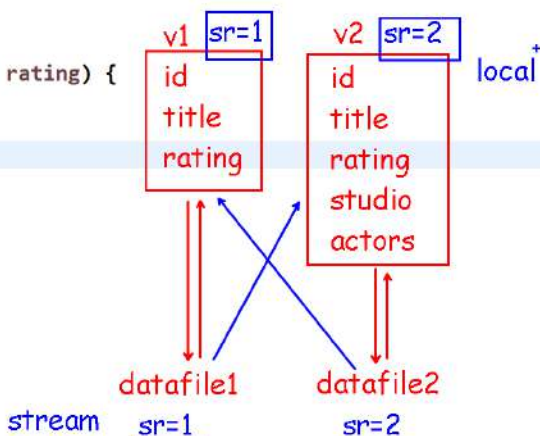 v1 sr=1 v2 sr=2
rating) { id id local+
title title
rating rating
studio
actors
datafile1 datafile2
stream sr=1 sr=2